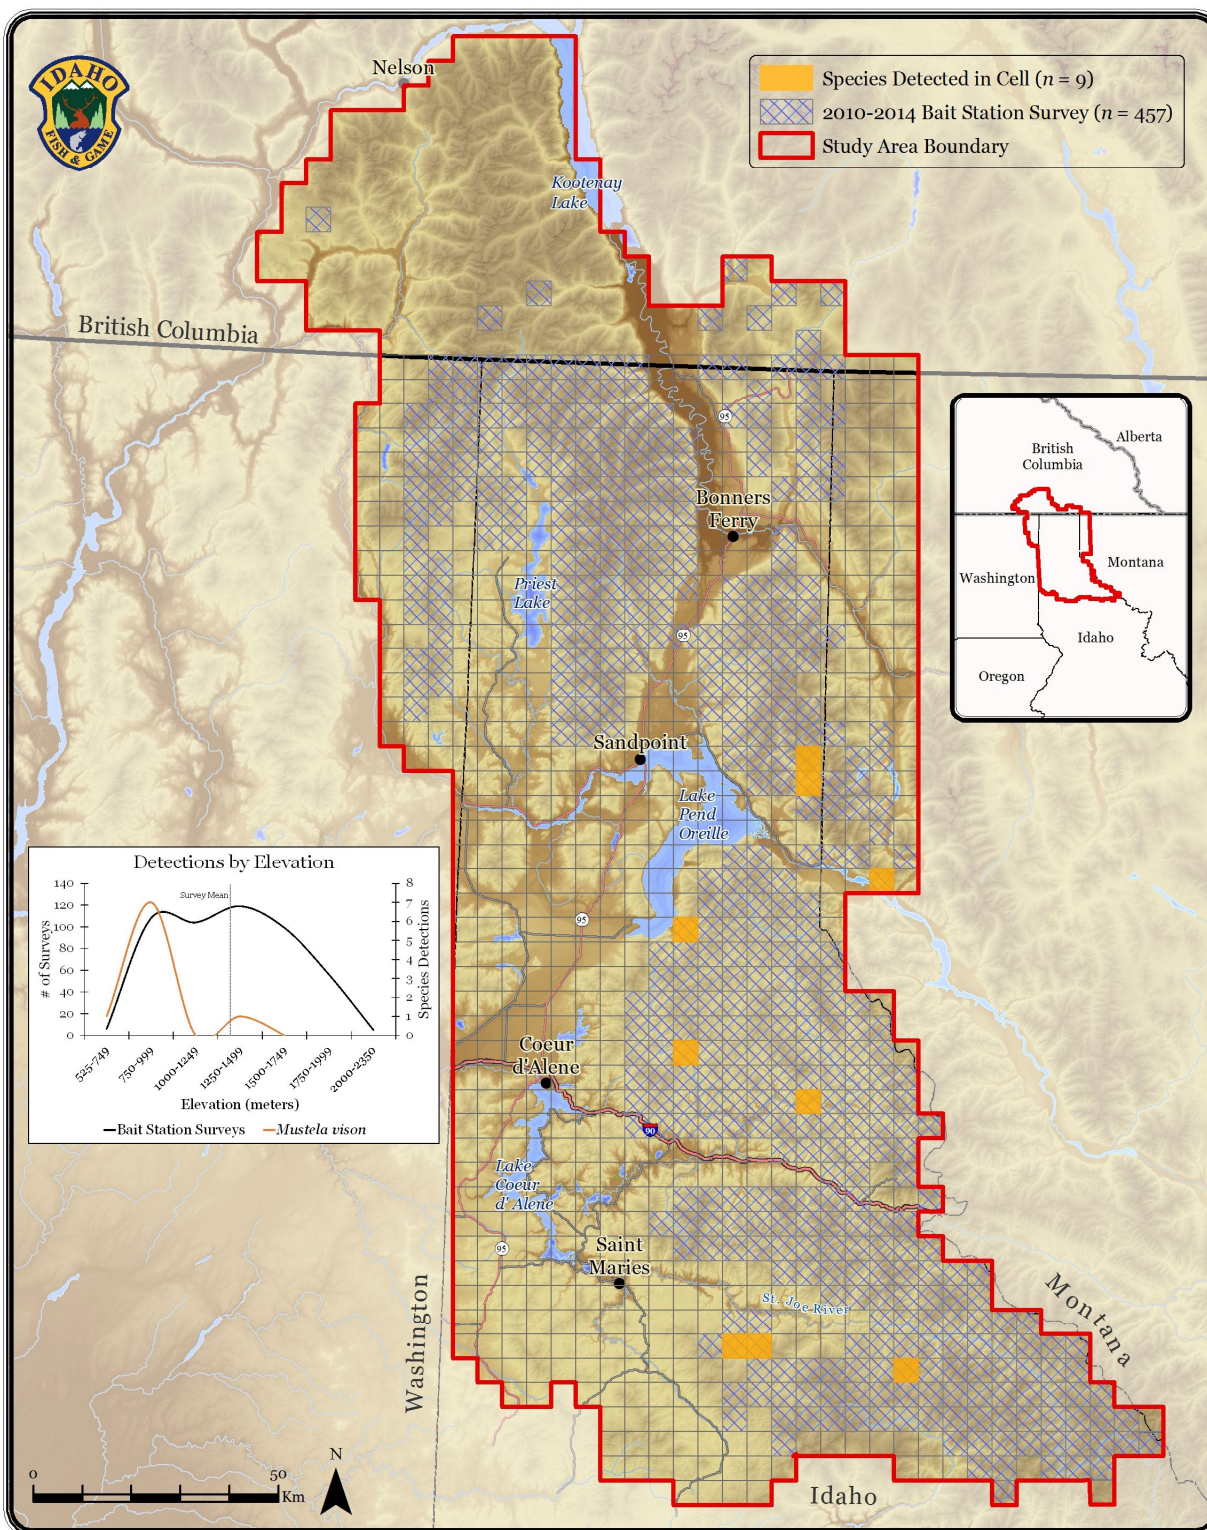 IDAHO
FISH & GAME
Nelson
Species Detected in Cell (n = 9)
2010-2014 Bait Station Survey (n = 457)
Study Area Boundary
Kootenay
Lake
British Columbia
95
Bonners
Ferry
Priest
Lake
95
Sandpoint
Lake
Pend
Oreille
95
Coeur
d'Alene
90
Lake
Coeur
d' Alene
95
Saint
Maries
St. Joe River
Washington
Montana
Idaho
British
Columbia
Alberta
Washington
Montana
Idaho
Oregon
Detections by Elevation
Survey Mean
# of Surveys
140
120
100
80
60
40
20
0
Species Detections
8
7
6
5
4
3
2
1
0
525-749
750-999
1000-1249
1250-1499
1500-1749
1750-1999
2000-2350
Elevation (meters)
Bait Station Surveys
Mustela vison
0
50
Km
N